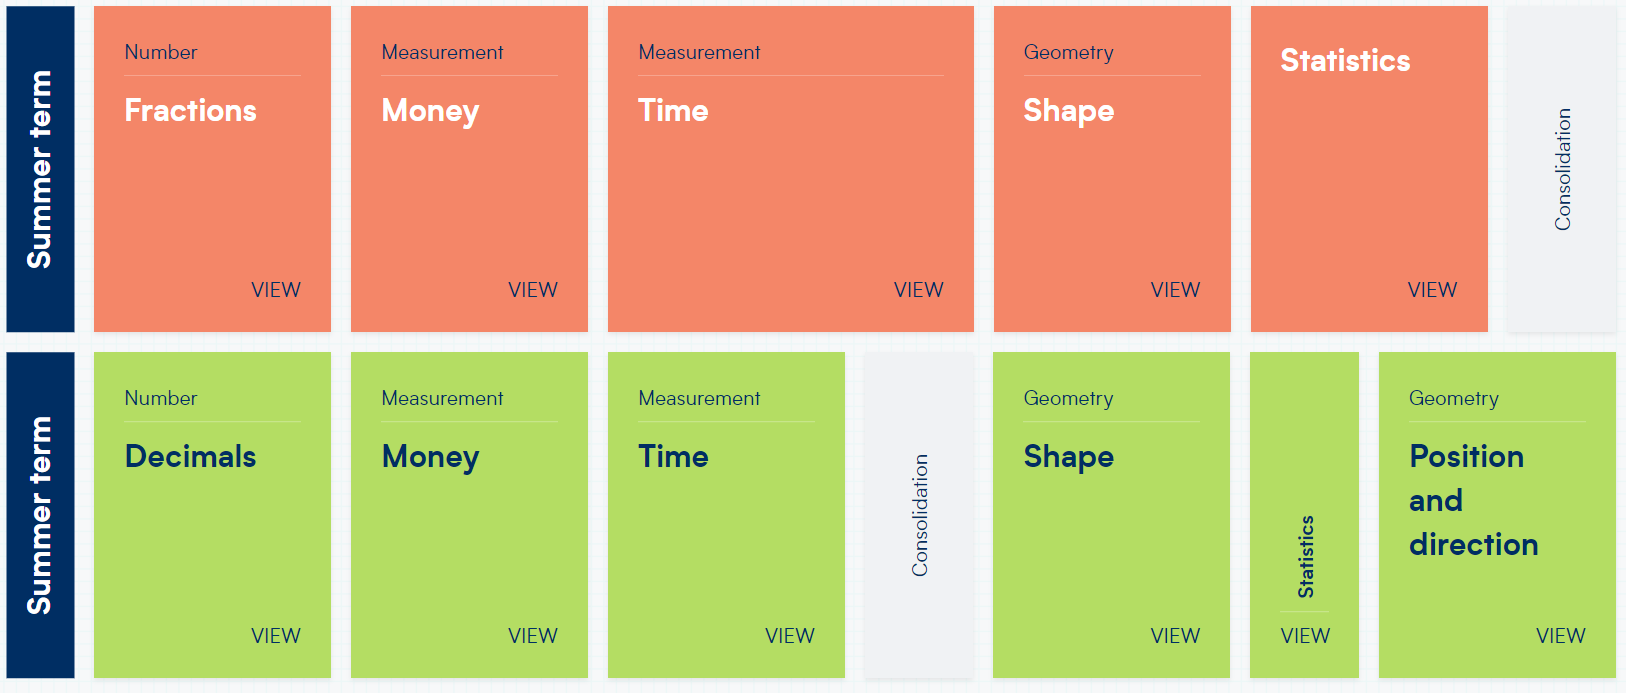 Summer term
Number
Fractions
VIEW
Measurement
Money
VIEW
Measurement
Time
VIEW
Geometry
Shape
VIEW
Statistics
VIEW
Consolidation
Summer term
Number
Decimals
VIEW
Measurement
Money
VIEW
Measurement
Time
VIEW
Consolidation
Geometry
Shape
VIEW
Statistics
VIEW
Geometry
Position
and
direction
VIEW